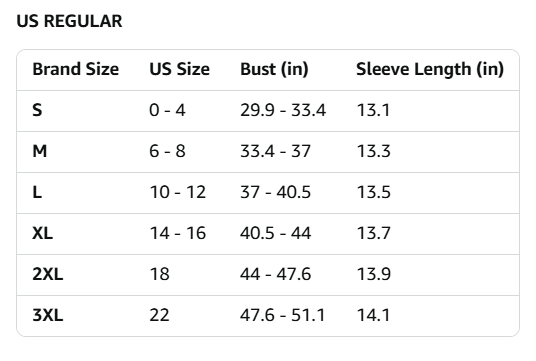 US REGULAR
Brand Size US Size Bust (in) Sleeve Length (in)
S 0 - 4 29.9 - 33.4 13.1
M 6 - 8 33.4 - 37 13.3
L 10 - 12 37 - 40.5 13.5
XL 14 - 16 40.5 - 44 13.7
2XL 18 44 - 47.6 13.9
3XL 22 47.6 - 51.1 14.1